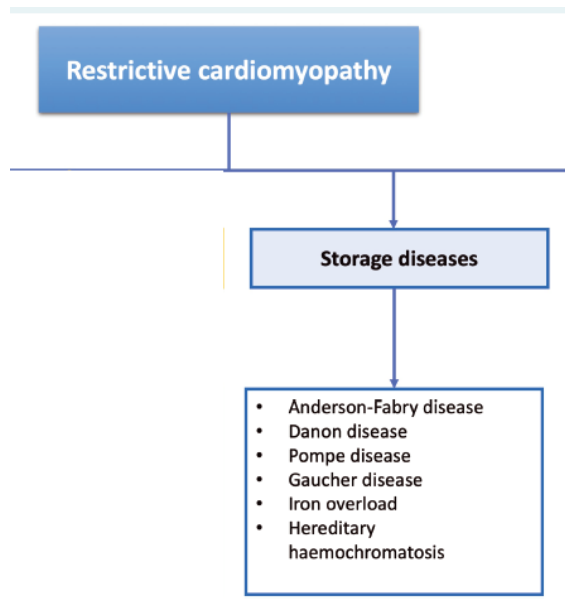 Restrictive cardiomyopathy
Storage diseases
• Anderson-Fabry disease
• Danon disease
• Pompe disease
• Gaucher disease
• Iron overload
• Hereditary
haemochromatosis